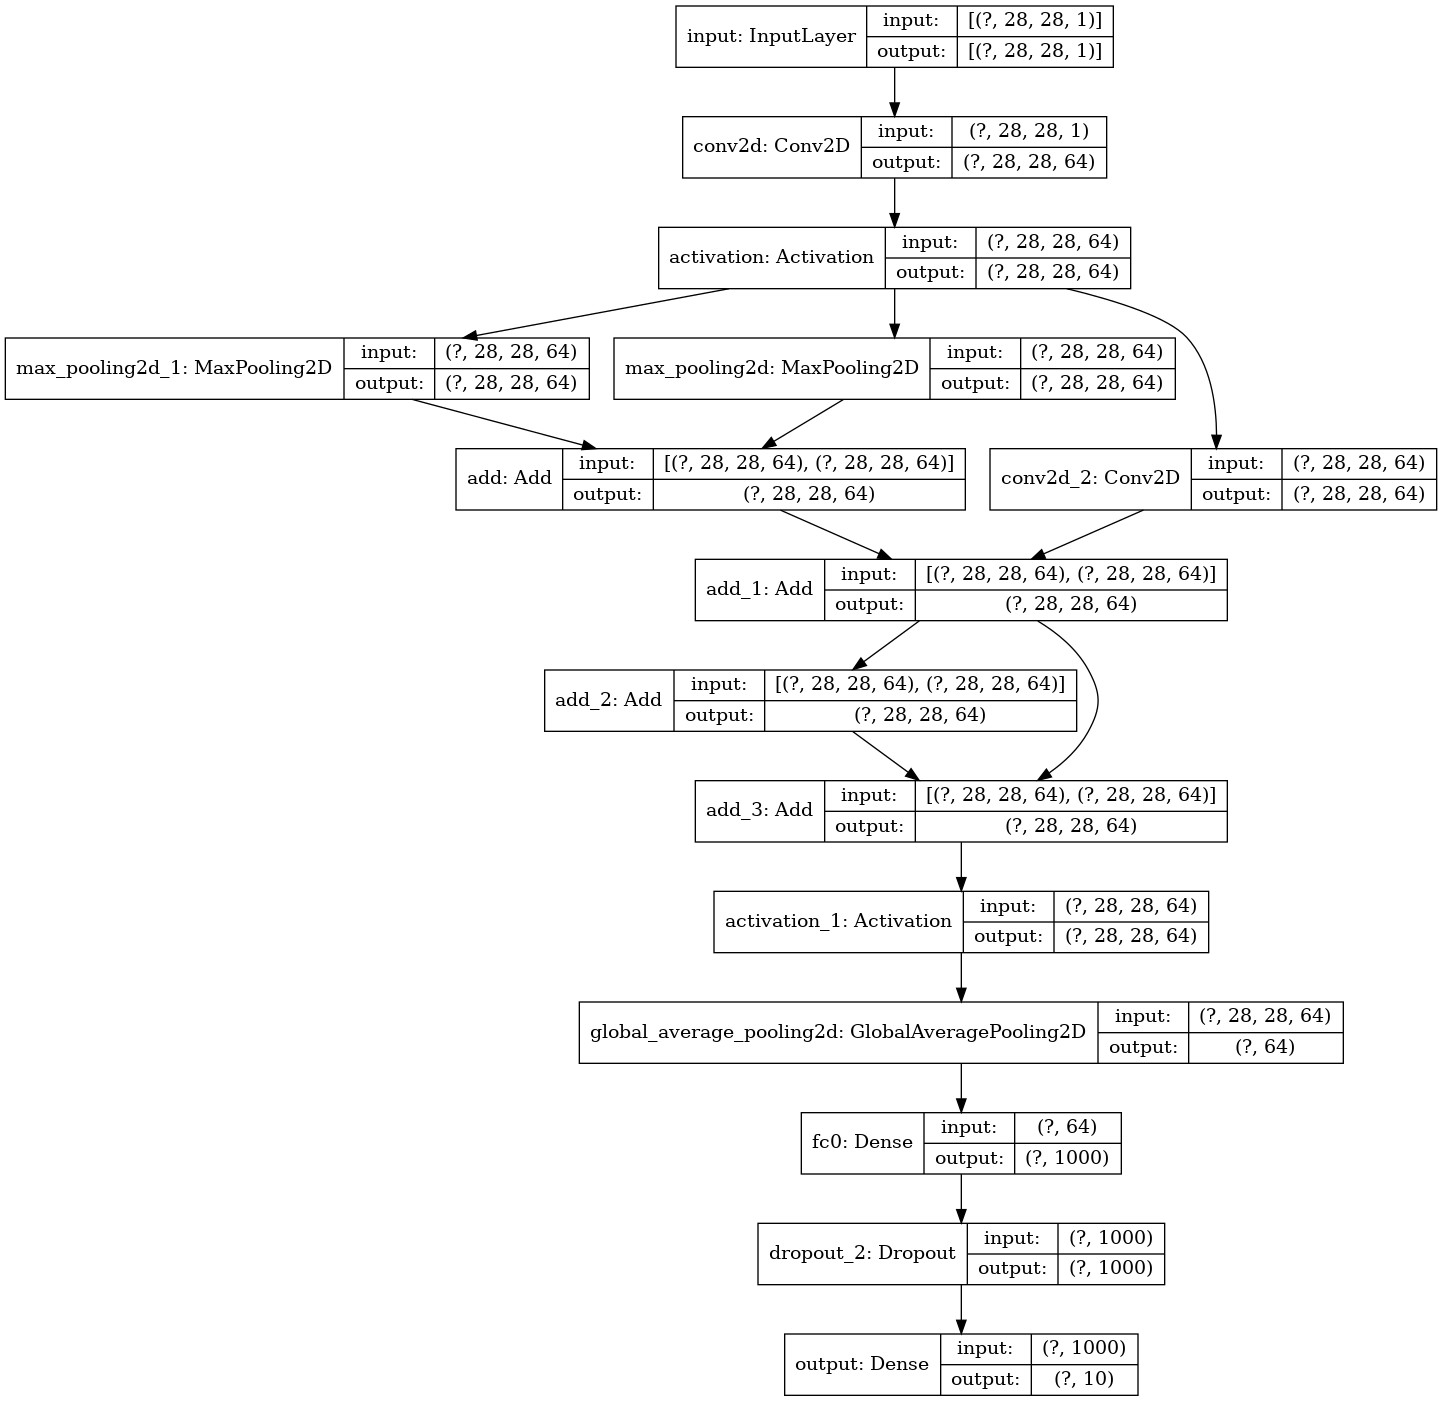 input: InputLayer
input:
[(?, 28, 28, 1)]
output:
[(?, 28, 28, 1)]
conv2d: Conv2D
input:
(?, 28, 28, 1)
output:
(?, 28, 28, 64)
activation: Activation
input:
(?, 28, 28, 64)
output:
(?, 28, 28, 64)
max_pooling2d_1: MaxPooling2D
input:
(?, 28, 28, 64)
output:
(?, 28, 28, 64)
max_pooling2d: MaxPooling2D
input:
(?, 28, 28, 64)
output:
(?, 28, 28, 64)
add: Add
input:
[(?, 28, 28, 64), (?, 28, 28, 64)]
output:
(?, 28, 28, 64)
conv2d_2: Conv2D
input:
(?, 28, 28, 64)
output:
(?, 28, 28, 64)
add_1: Add
input:
[(?, 28, 28, 64), (?, 28, 28, 64)]
output:
(?, 28, 28, 64)
add_2: Add
input:
[(?, 28, 28, 64), (?, 28, 28, 64)]
output:
(?, 28, 28, 64)
add_3: Add
input:
[(?, 28, 28, 64), (?, 28, 28, 64)]
output:
(?, 28, 28, 64)
activation_1: Activation
input:
(?, 28, 28, 64)
output:
(?, 28, 28, 64)
global_average_pooling2d: GlobalAveragePooling2D
input:
(?, 28, 28, 64)
output:
(?, 64)
fc0: Dense
input:
(?, 64)
output:
(?, 1000)
dropout_2: Dropout
input:
(?, 1000)
output:
(?, 1000)
output: Dense
input:
(?, 1000)
output:
(?, 10)